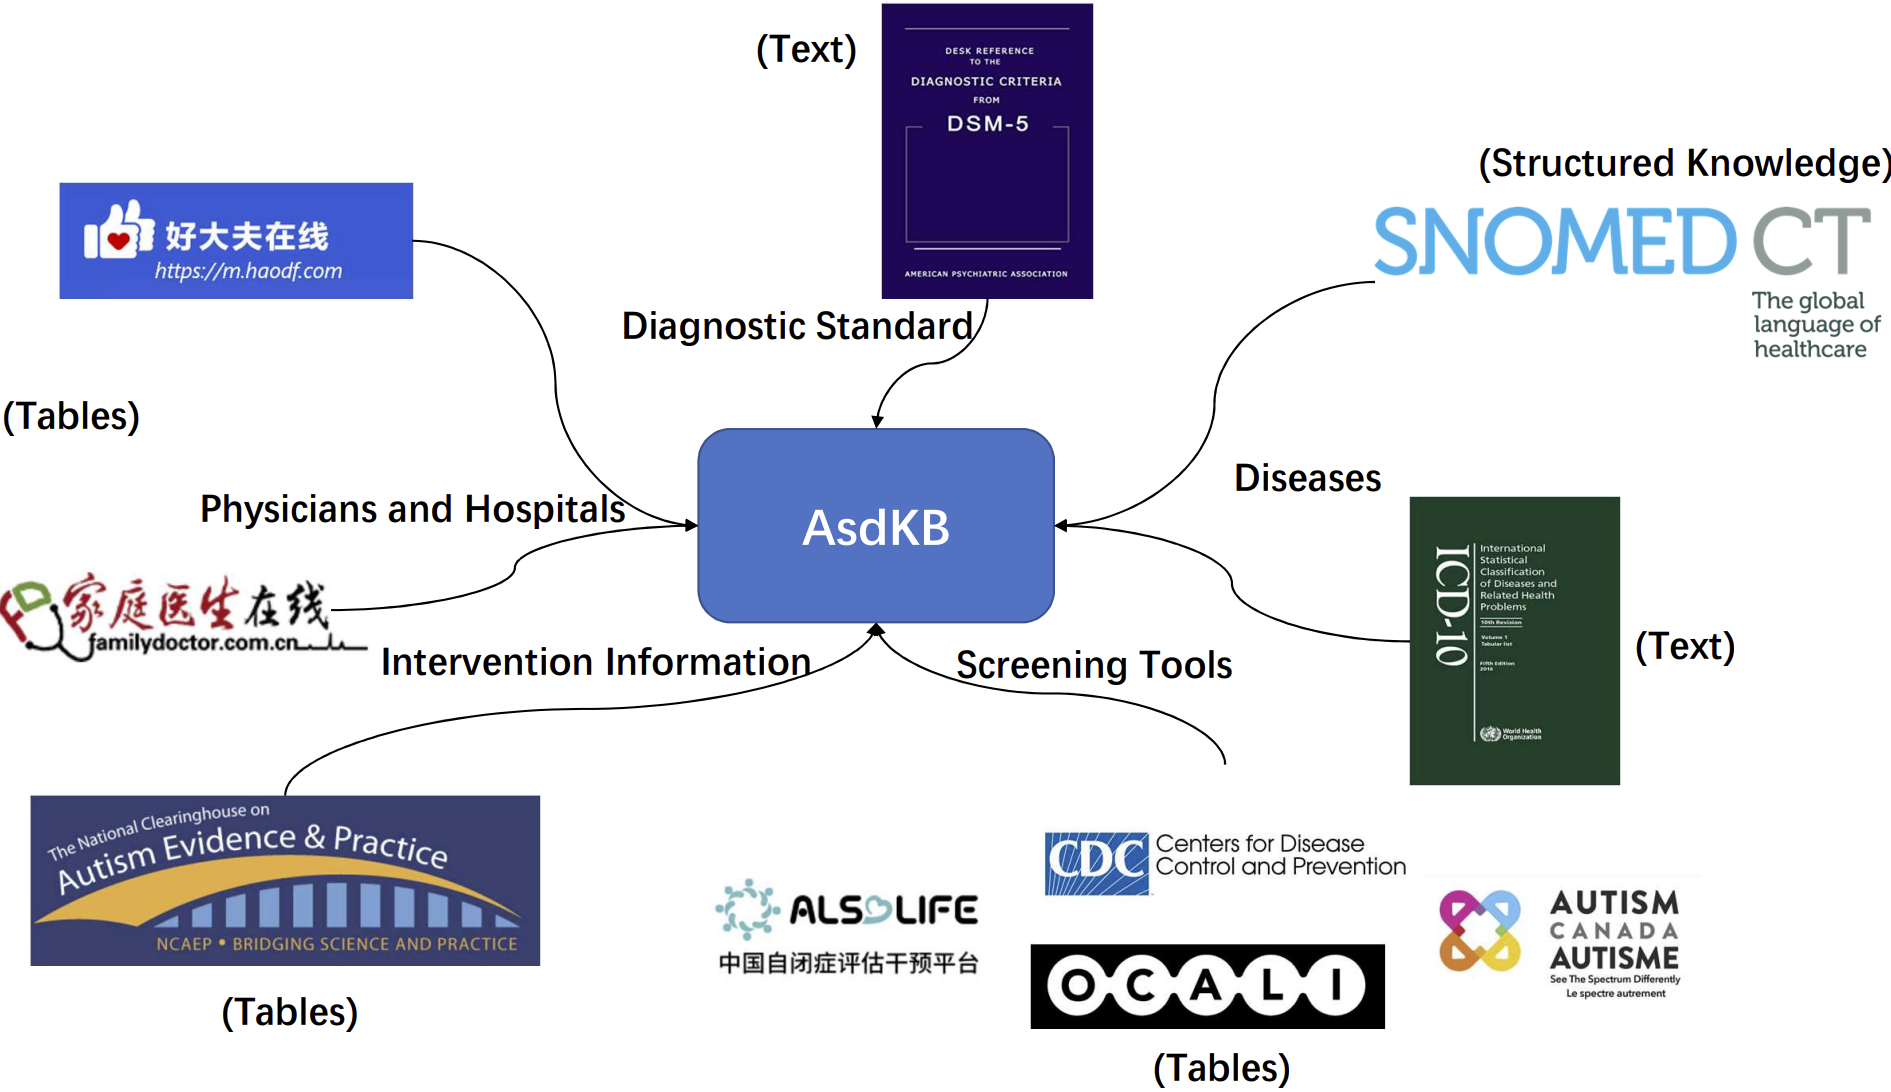 (Text)
DESK REFERENCE
TO THE
DIAGNOSTIC CRITERIA
FROM
DSM-5
AMERICAN PSYCHIATRIC ASSOCIATION
Diagnostic Standard
(Structured Knowledge)
SNOMED CT
The global
language of
healthcare
好大夫在线
https://m.haodf.com
(Tables)
Physicians and Hospitals
家庭医生在线
familydoctor.com.cn
AsdKB
Diseases
ICD-10
International
Statistical
Classification
of Diseases and
Related Health
Problems
10th Revision
Volume 1
Tabular list
Fifth Edition
2016
World Health
Organization
(Text)
Intervention Information
Screening Tools
The National Clearinghouse on
Autism Evidence & Practice
NCAEP • BRIDGING SCIENCE AND PRACTICE
(Tables)
ALSOLIFE
中国自闭症评估干预平台
CDC
Centers for Disease
Control and Prevention
OCALI
AUTISM
CANADA
AUTISME
See The Spectrum Differently
Le spectre autrement
(Tables)